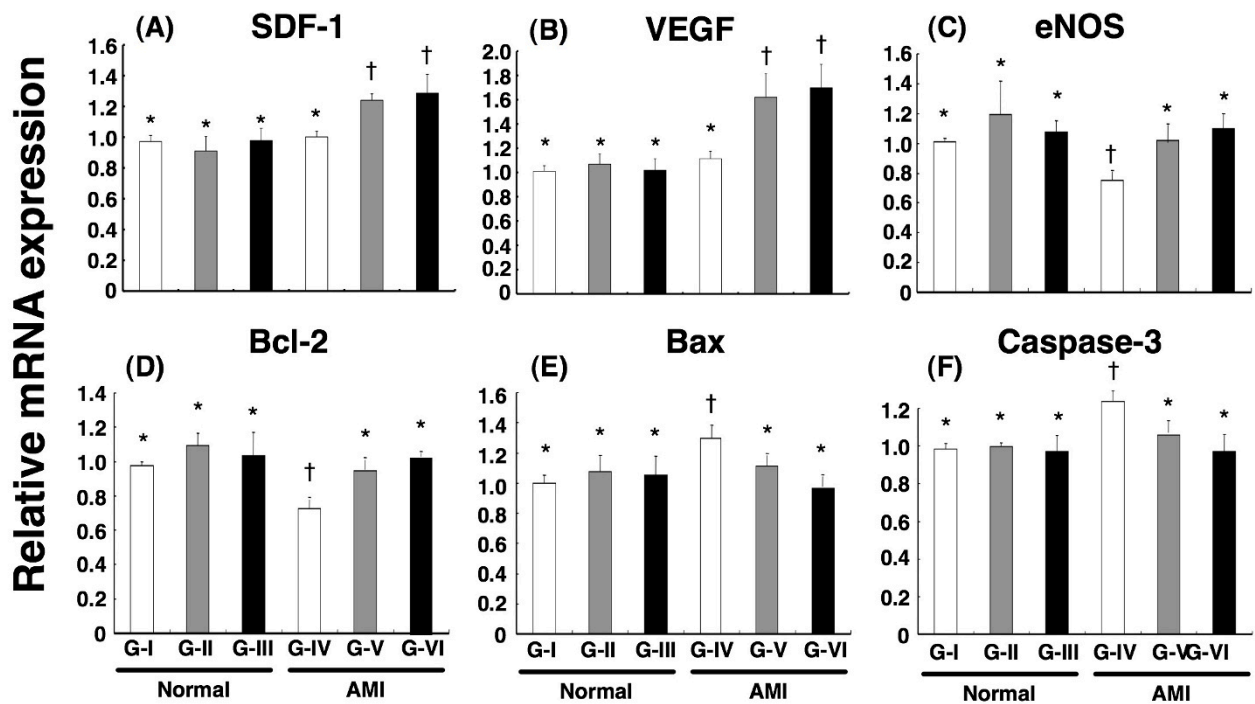 Relative mRNA expression
(A) SDF-1
1.6
1.4
1.2
1.0
0.8
0.6
0.4
0.2
0
* * * * † †
(B) VEGF
2.0
1.8
1.6
1.4
1.2
1.0
0.8
0.6
0.4
0.2
0
* * * * † †
(C) eNOS
1.6
1.4
1.2
1.0
0.8
0.6
0.4
0.2
0
* * * † * *
(D) Bcl-2
1.4
1.2
1.0
0.8
0.6
0.4
0.2
0
* * * † * *
G-I G-II G-III G-IV G-V G-VI
Normal AMI
(E) Bax
1.6
1.4
1.2
1.0
0.8
0.6
0.4
0.2
0
* * * † * *
G-I G-II G-III G-IV G-V G-VI
Normal AMI
(F) Caspase-3
1.2
1.0
0.8
0.6
0.4
0.2
0
* * * † * *
G-I G-II G-III G-IV G-VG-VI
Normal AMI